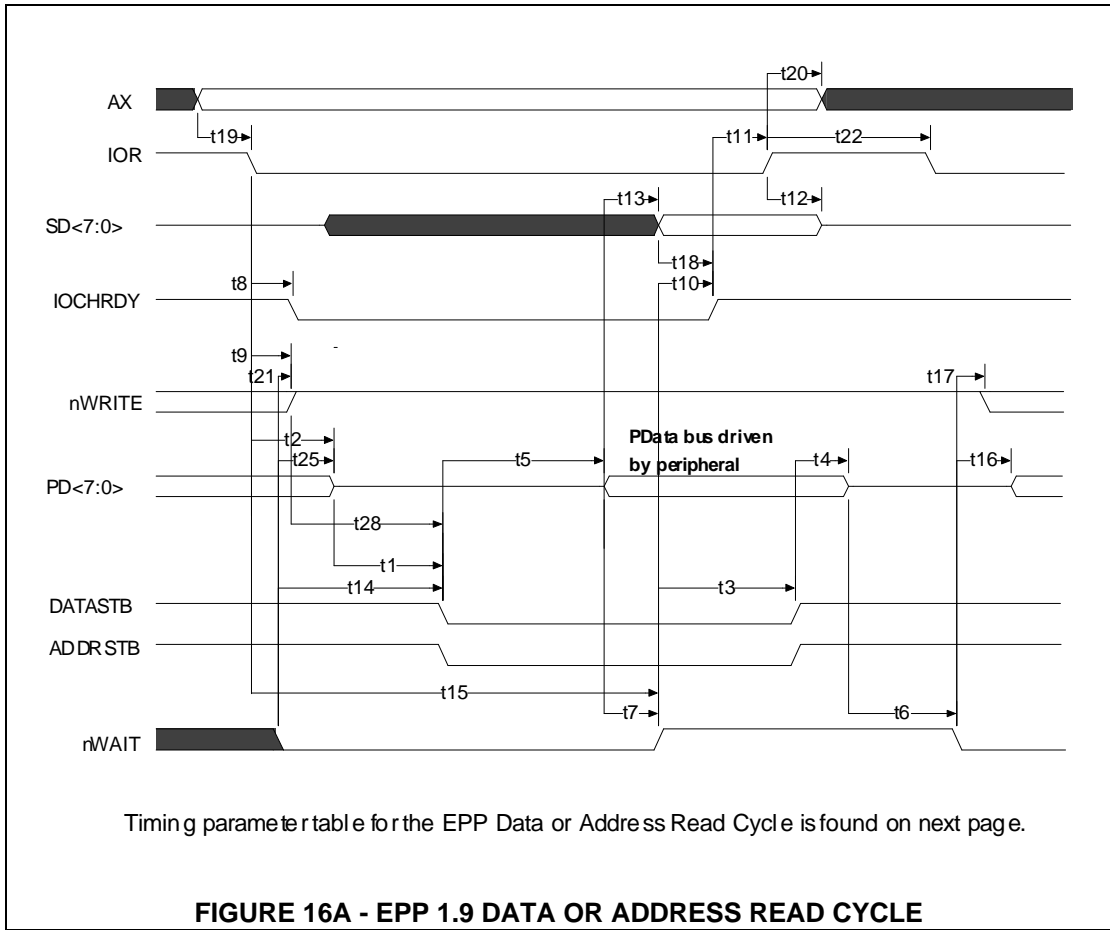 t20
AX
t19
t11
t22
IOR
t13
t12
SD<7:0>
t18
t8
t10
IOCHRDY
t9
t21
t17
nWRITE
t2
PData bus driven
t25
t5
by peripheral
t4
t16
PD<7:0>
t28
t1
t14
t3
DATASTB
ADDRSTB
t15
t7
t6
nWAIT
Timing parameter table for the EPP Data or Address Read Cycle is found on next page.
FIGURE 16A - EPP 1.9 DATA OR ADDRESS READ CYCLE